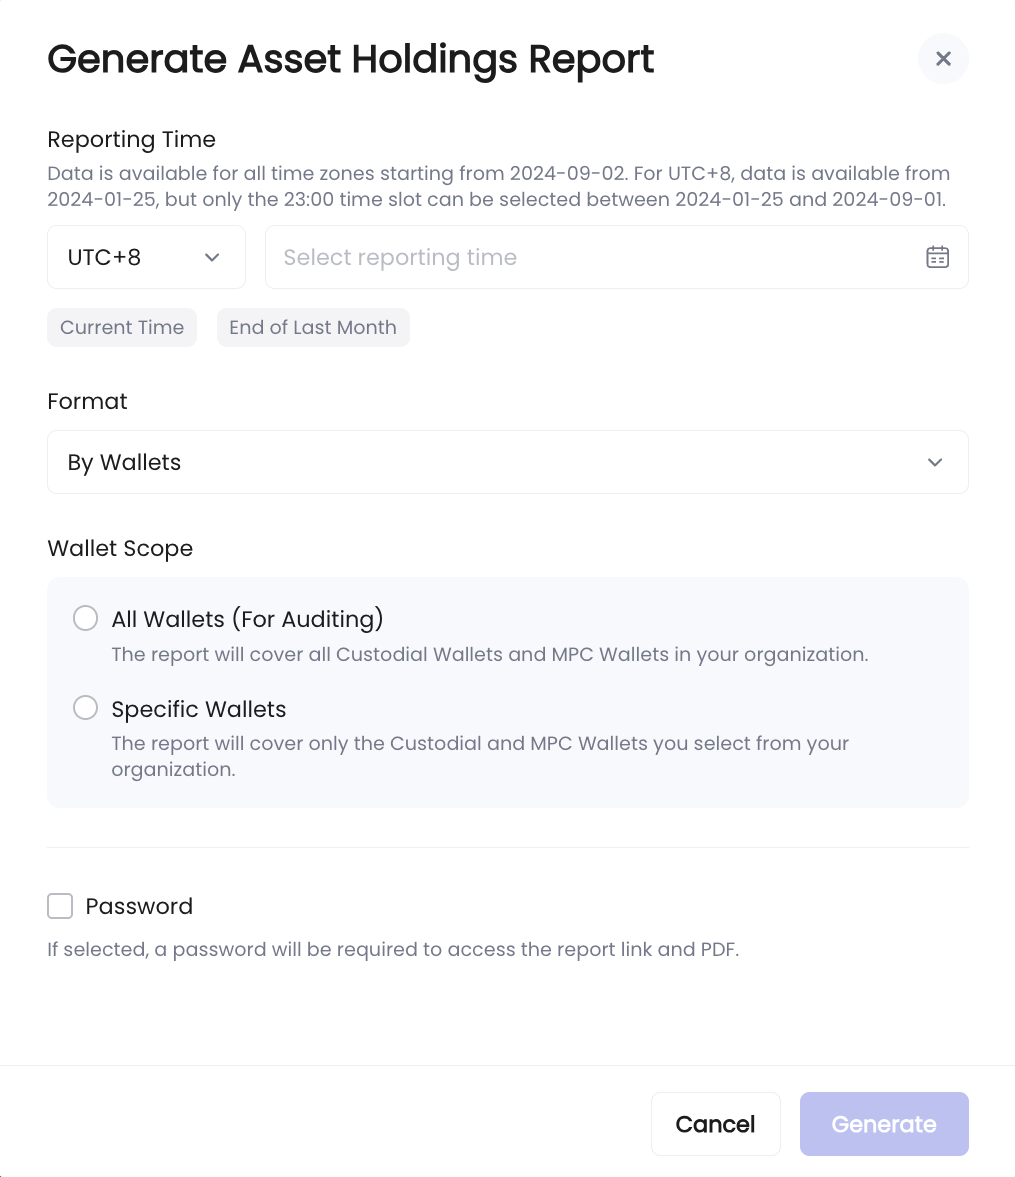 Generate Asset Holdings Report
Reporting Time
Data is available for all time zones starting from 2024-09-02. For UTC+8, data is available from
2024-01-25, but only the 23:00 time slot can be selected between 2024-01-25 and 2024-09-01.
UTC+8
Select reporting time
Current Time
End of Last Month
Format
By Wallets
Wallet Scope
All Wallets (For Auditing)
The report will cover all Custodial Wallets and MPC Wallets in your organization.
Specific Wallets
The report will cover only the Custodial and MPC Wallets you select from your
organization.
Password
If selected, a password will be required to access the report link and PDF.
Cancel
Generate